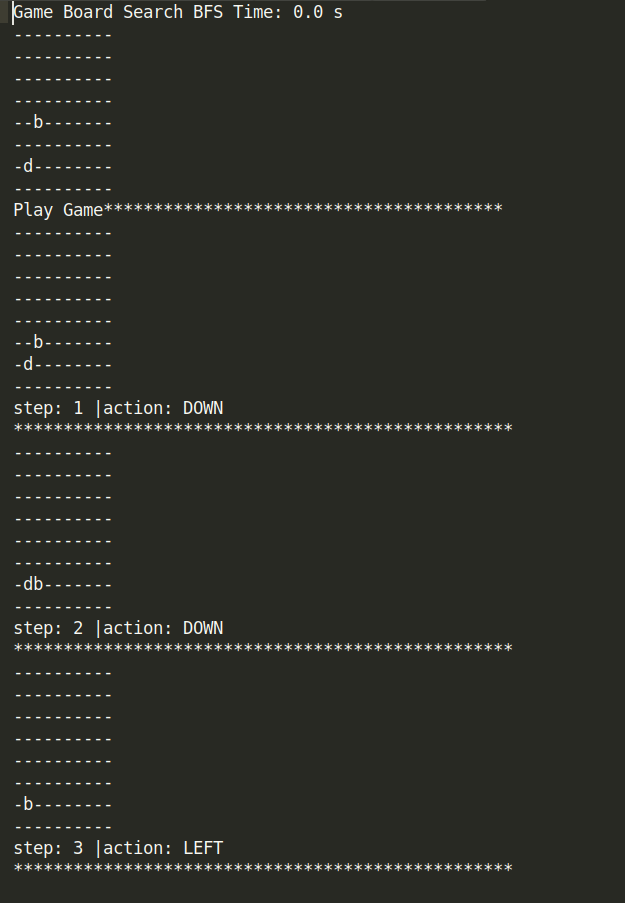 Game Board Search BFS Time: 0.0 s
----------
----------
----------
----------
--b-------
----------
-d--------
----------
Play Game****************************************
----------
----------
----------
----------
----------
--b-------
-d--------
----------
step: 1 |action: DOWN
**************************************************
----------
----------
----------
----------
----------
----------
-db-------
----------
step: 2 |action: DOWN
**************************************************
----------
----------
----------
----------
----------
----------
-b--------
----------
step: 3 |action: LEFT
**************************************************